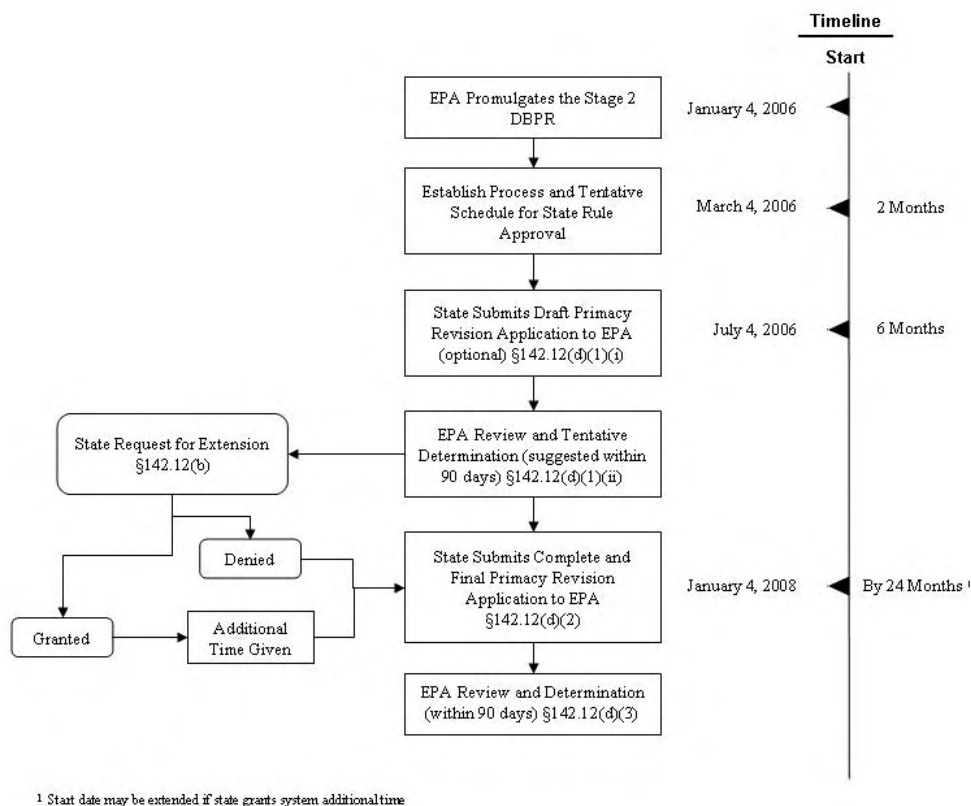 Timeline
Start
EPA Promulgates the Stage 2
DBPR
January 4, 2006
Establish Process and Tentative
Schedule for State Rule
Approval
March 4, 2006
2 Months
State Submits Draft Primacy
Revision Application to EPA
(optional) §142.12(d)(1)(i)
July 4, 2006
6 Months
EPA Review and Tentative
Determination (suggested within
90 days) §142.12(d)(1)(ii)
State Request for Extension
§142.12(b)
Denied
Granted
Additional
Time Given
State Submits Complete and
Final Primacy Revision
Application to EPA
§142.12(d)(2)
January 4, 2008
By 24 Months ¹
EPA Review and Determination
(within 90 days) §142.12(d)(3)
¹ Start date may be extended if state grants system additional time